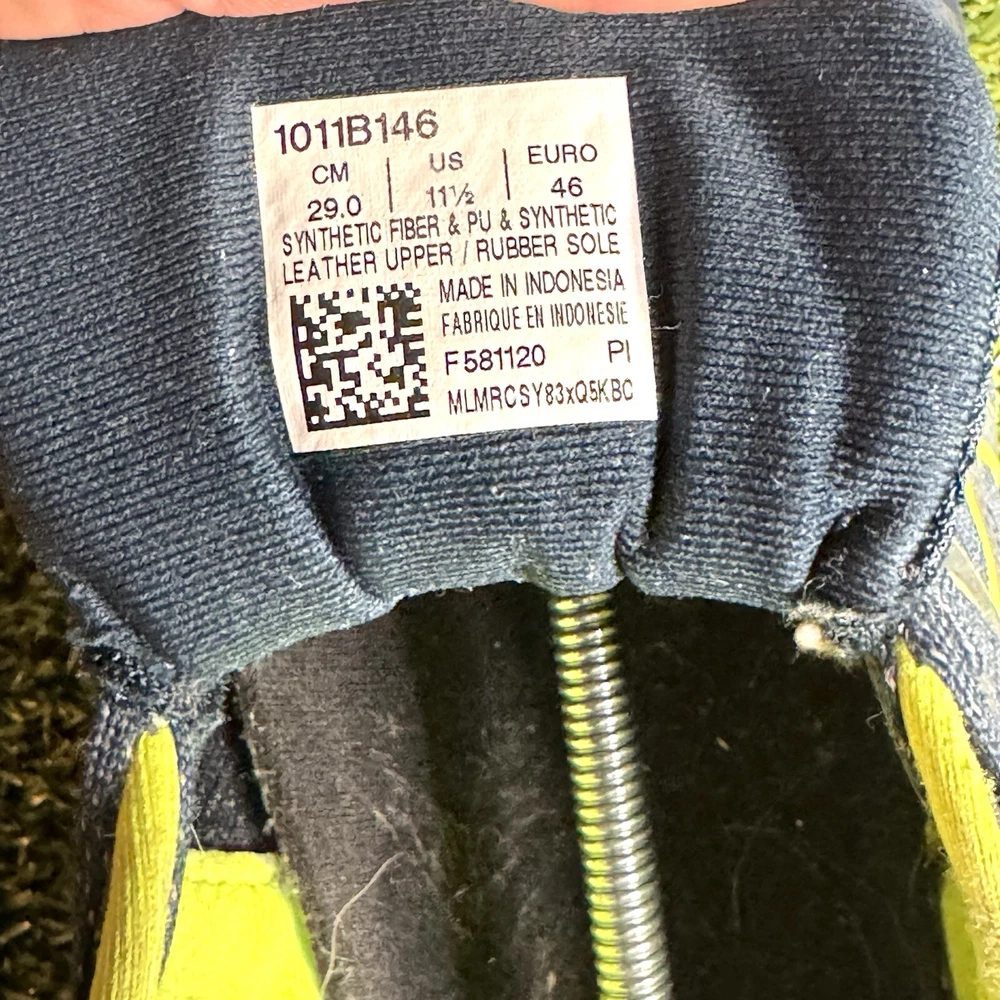 1011B146
CM | US | EURO
29.0 | 11½ | 46
SYNTHETIC FIBER & PU & SYNTHETIC
LEATHER UPPER / RUBBER SOLE
MADE IN INDONESIA
FABRIQUE EN INDONESIE
F581120 PI
MLMRCSY83xQ5KBC